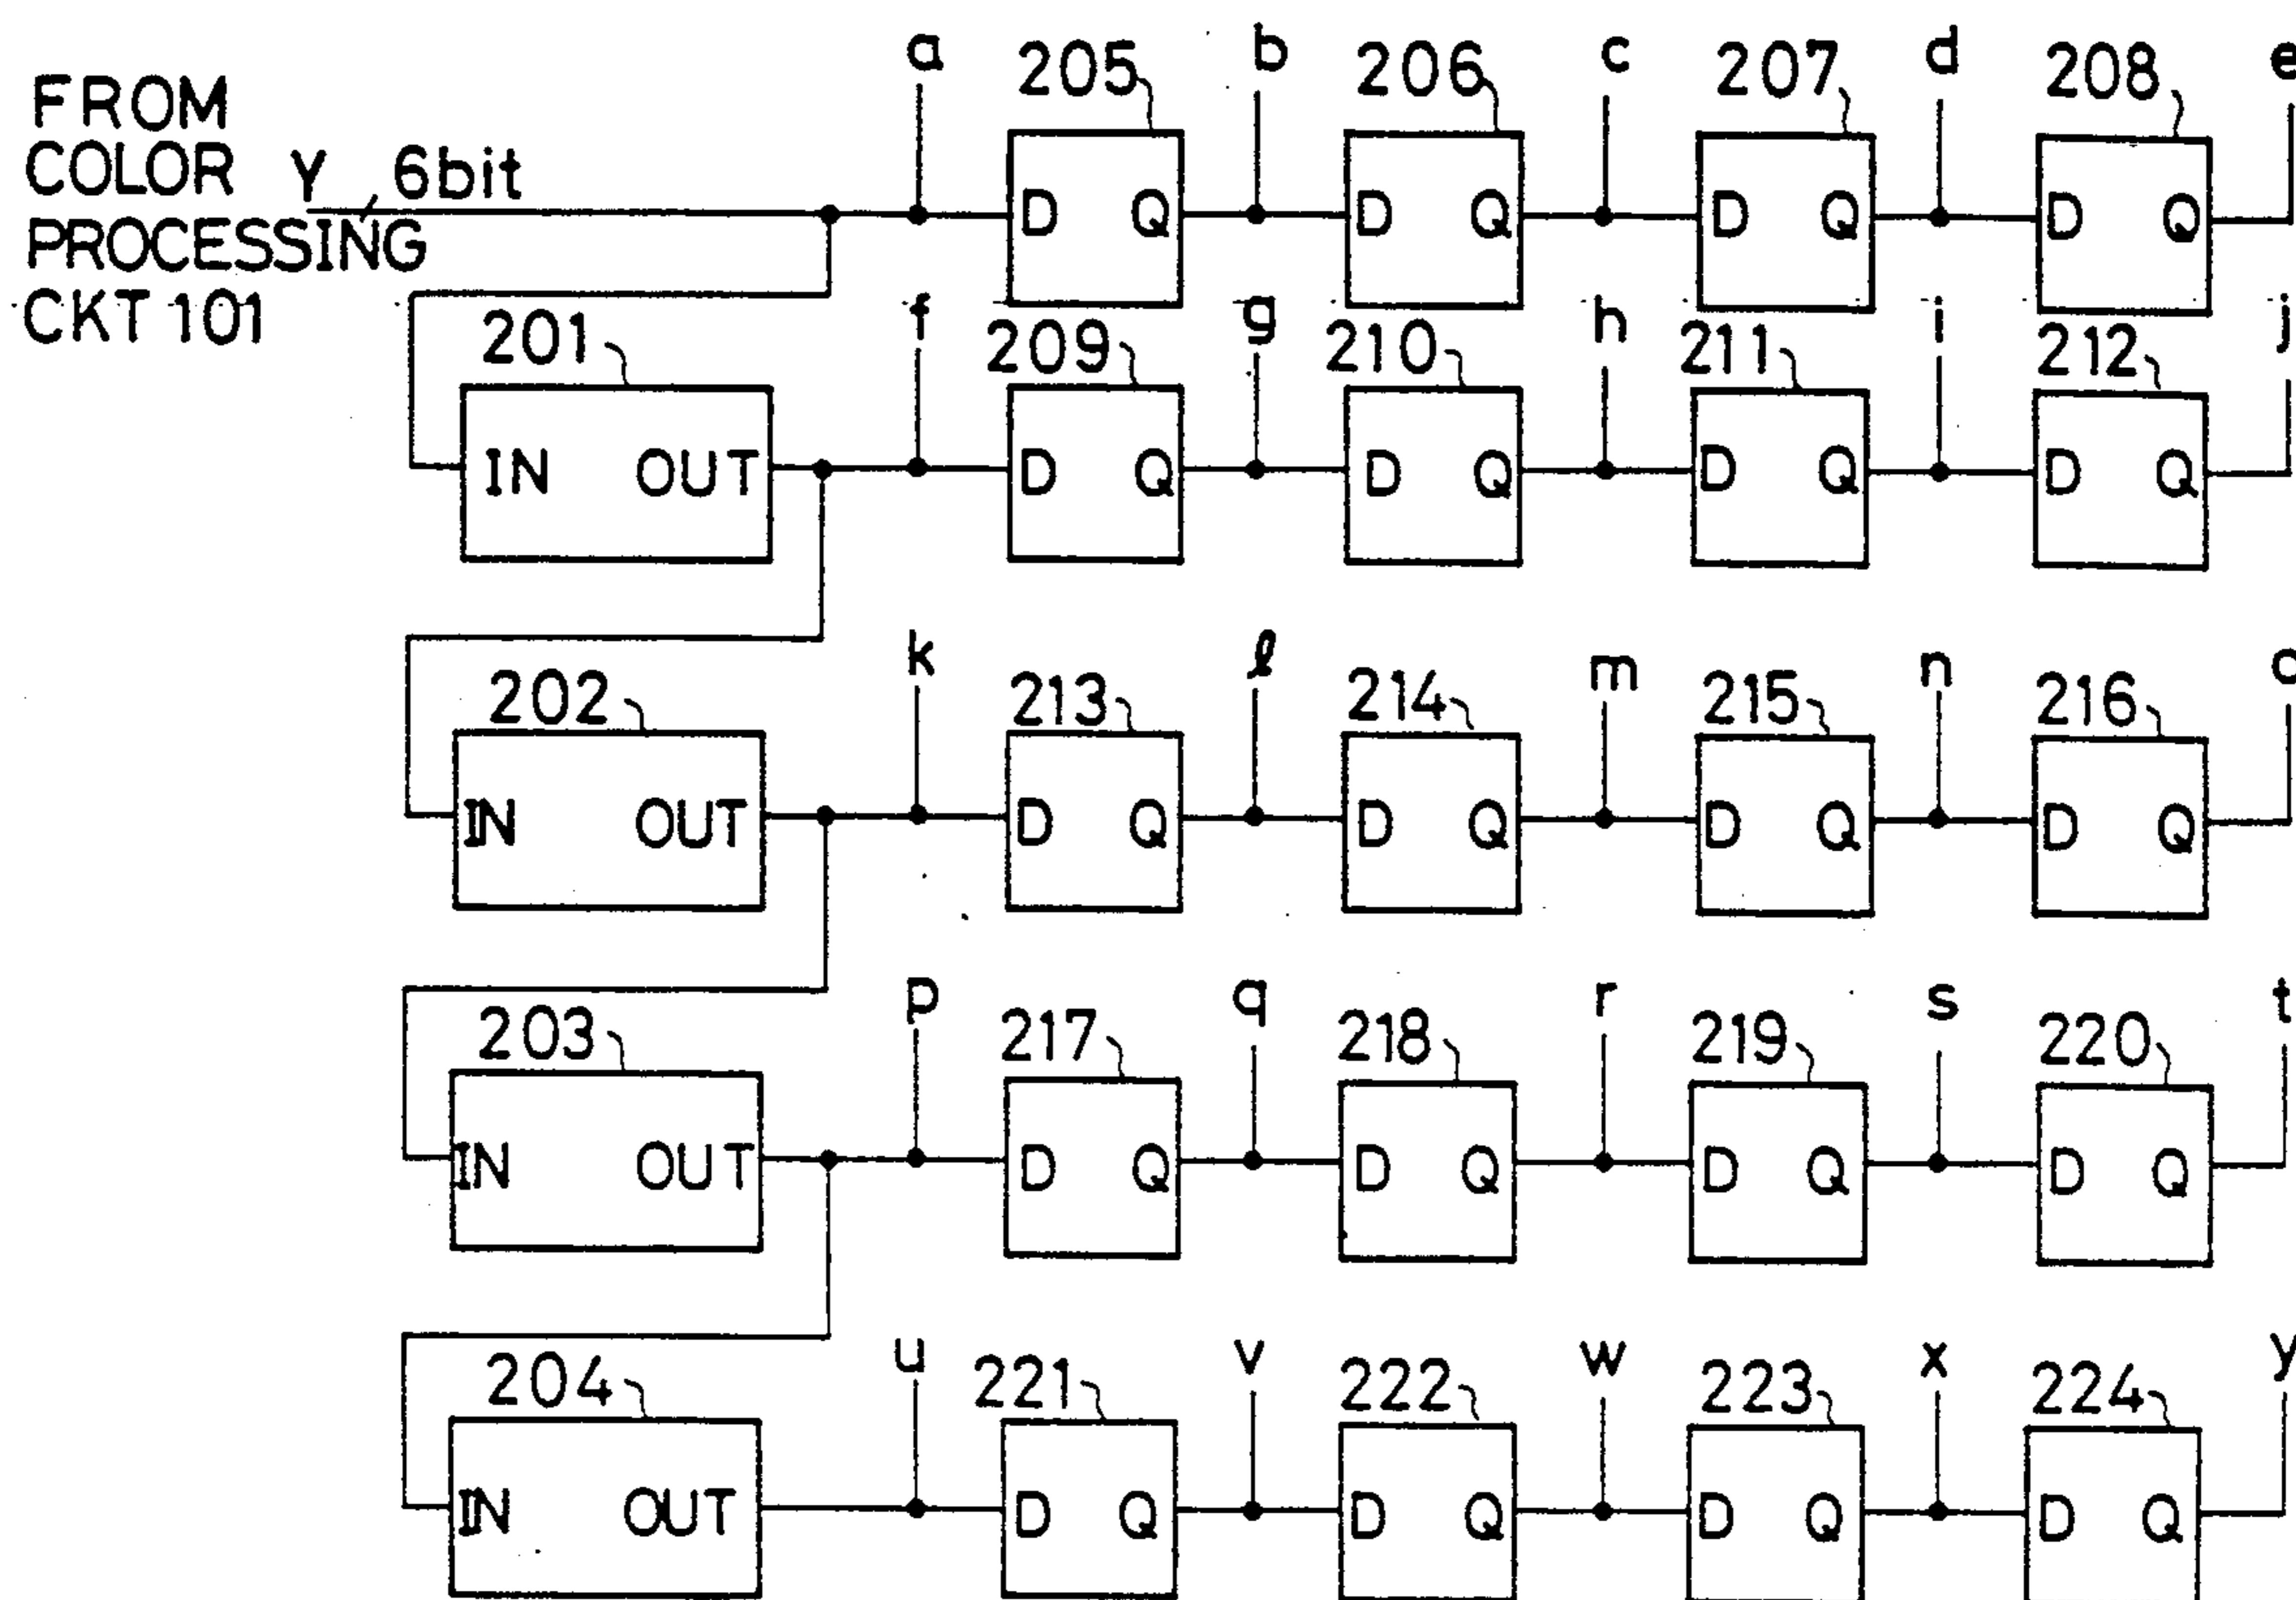 FROM
COLOR
PROCESSING
CKT 101
Y 6bit
a 205 b 206 c 207 d 208 e
D Q D Q D Q D Q
201 f 209 g 210 h 211 i 212 j
IN OUT D Q D Q D Q D Q
202 k 213 ℓ 214 m 215 n 216 o
IN OUT D Q D Q D Q D Q
203 p 217 q 218 r 219 s 220 t
IN OUT D Q D Q D Q D Q
204 u 221 v 222 w 223 x 224 y
IN OUT D Q D Q D Q D Q